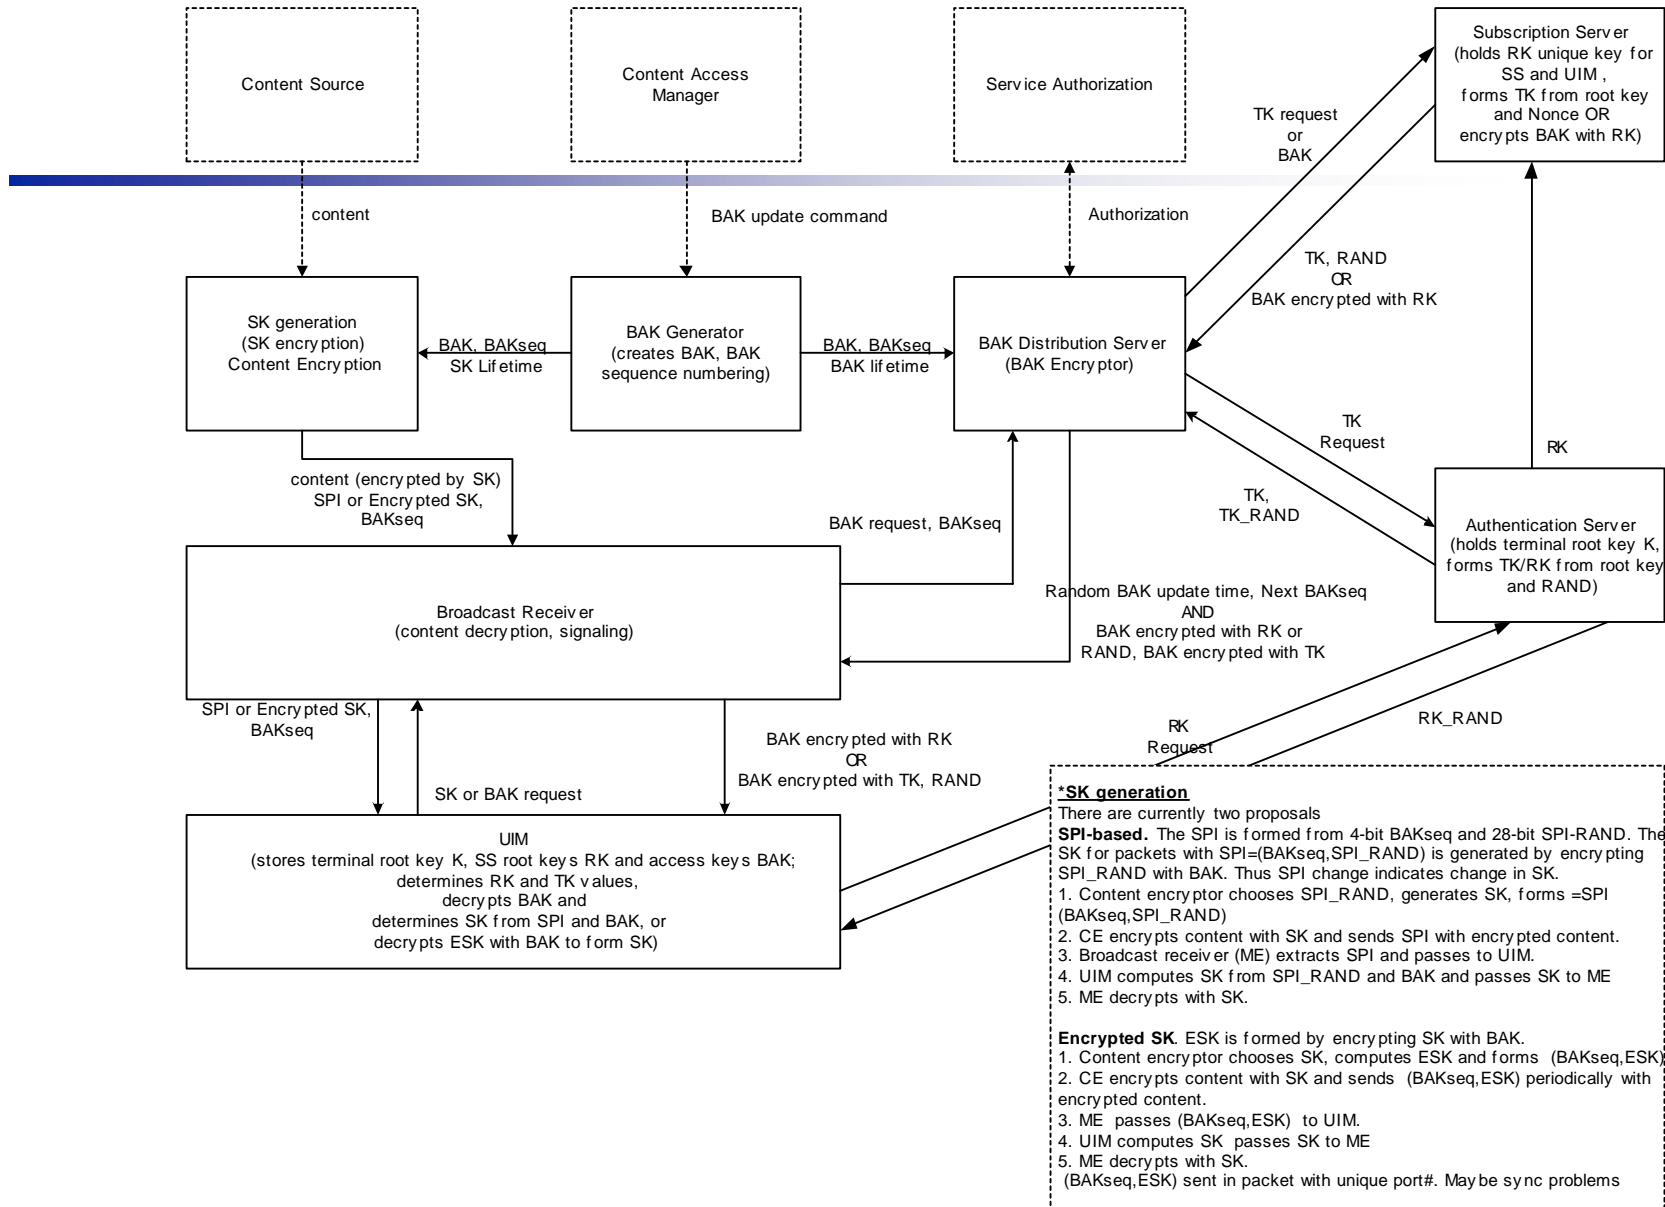 Content Source
Content Access
Manager
Service Authorization
Subscription Server
(holds RK unique key for
SS and UIM ,
forms TK from root key
and Nonce OR
encrypts BAK with RK)
TK request
or
BAK
content
BAK update command
Authorization
TK, RAND
OR
BAK encrypted with RK
SK generation
(SK encryption)
Content Encryption
BAK, BAKseq
SK Lifetime
BAK Generator
(creates BAK, BAK
sequence numbering)
BAK, BAKseq
BAK lifetime
BAK Distribution Server
(BAK Encryptor)
TK
Request
RK
content (encrypted by SK)
SPI or Encrypted SK,
BAKseq
BAK request, BAKseq
TK,
TK_RAND
Authentication Server
(holds terminal root key K,
forms TK/RK from root key
and RAND)
Broadcast Receiver
(content decryption, signaling)
Random BAK update time, Next BAKseq
AND
BAK encrypted with RK or
RAND, BAK encrypted with TK
SPI or Encrypted SK,
BAKseq
SK or BAK request
BAK encrypted with RK
OR
BAK encrypted with TK, RAND
RK
Request
RK_RAND
UIM
(stores terminal root key K, SS root keys RK and access keys BAK;
determines RK and TK values,
decrypts BAK and
determines SK from SPI and BAK, or
decrypts ESK with BAK to form SK)
*SK generation
There are currently two proposals
SPI-based. The SPI is formed from 4-bit BAKseq and 28-bit SPI-RAND. The
SK for packets with SPI=(BAKseq,SPI_RAND) is generated by encrypting
SPI_RAND with BAK. Thus SPI change indicates change in SK.
1. Content encryptor chooses SPI_RAND, generates SK, forms =SPI
(BAKseq,SPI_RAND)
2. CE encrypts content with SK and sends SPI with encrypted content.
3. Broadcast receiver (ME) extracts SPI and passes to UIM.
4. UIM computes SK from SPI_RAND and BAK and passes SK to ME
5. ME decrypts with SK.
Encrypted SK. ESK is formed by encrypting SK with BAK.
1. Content encryptor chooses SK, computes ESK and forms (BAKseq,ESK)
2. CE encrypts content with SK and sends (BAKseq,ESK) periodically with
encrypted content.
3. ME passes (BAKseq,ESK) to UIM.
4. UIM computes SK passes SK to ME
5. ME decrypts with SK.
(BAKseq,ESK) sent in packet with unique port#. Maybe sync problems